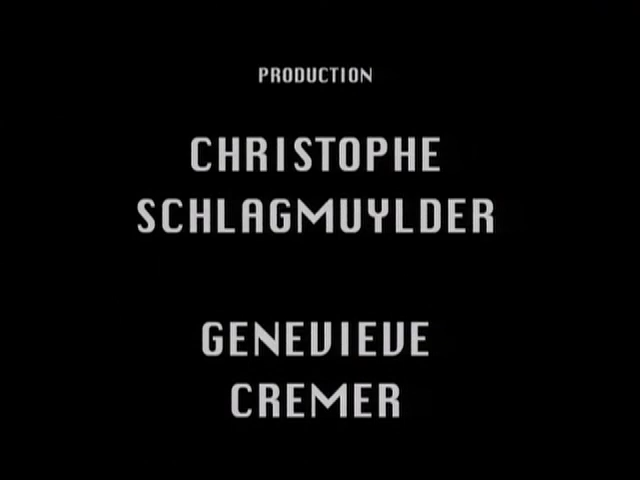 PRODUCTION
CHRISTOPHE
SCHLAGMUYLDER
GENEVIEVE
CREMER